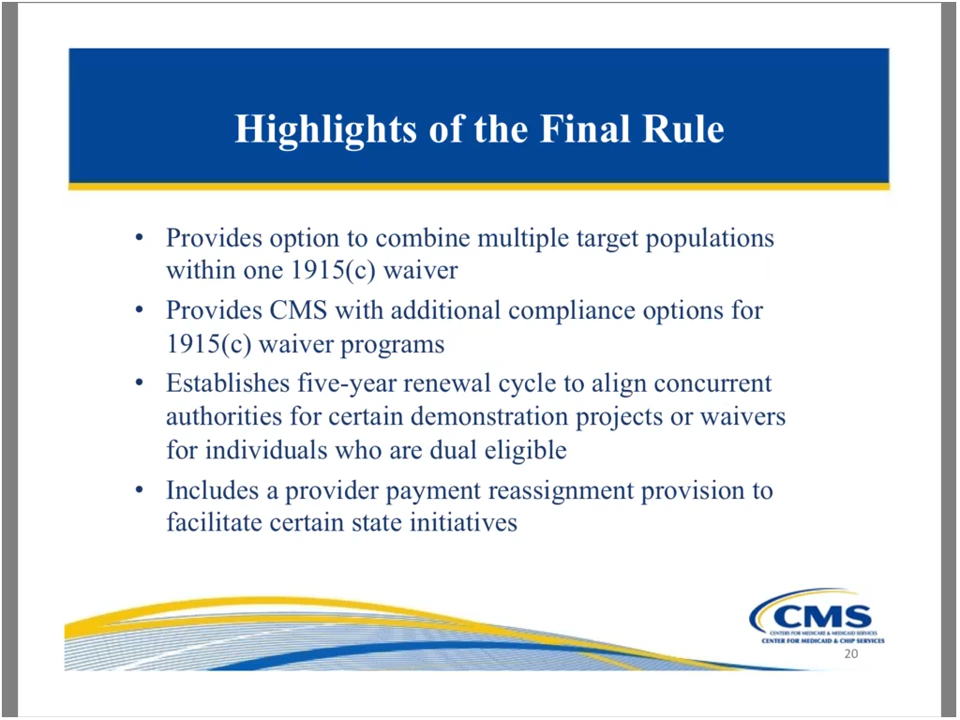 Highlights of the Final Rule
• Provides option to combine multiple target populations
within one 1915(c) waiver
• Provides CMS with additional compliance options for
1915(c) waiver programs
• Establishes five-year renewal cycle to align concurrent
authorities for certain demonstration projects or waivers
for individuals who are dual eligible
• Includes a provider payment reassignment provision to
facilitate certain state initiatives
CMS
CENTERS FOR MEDICARE & MEDICAID SERVICES
CENTER FOR MEDICAID & CHIP SERVICES
20